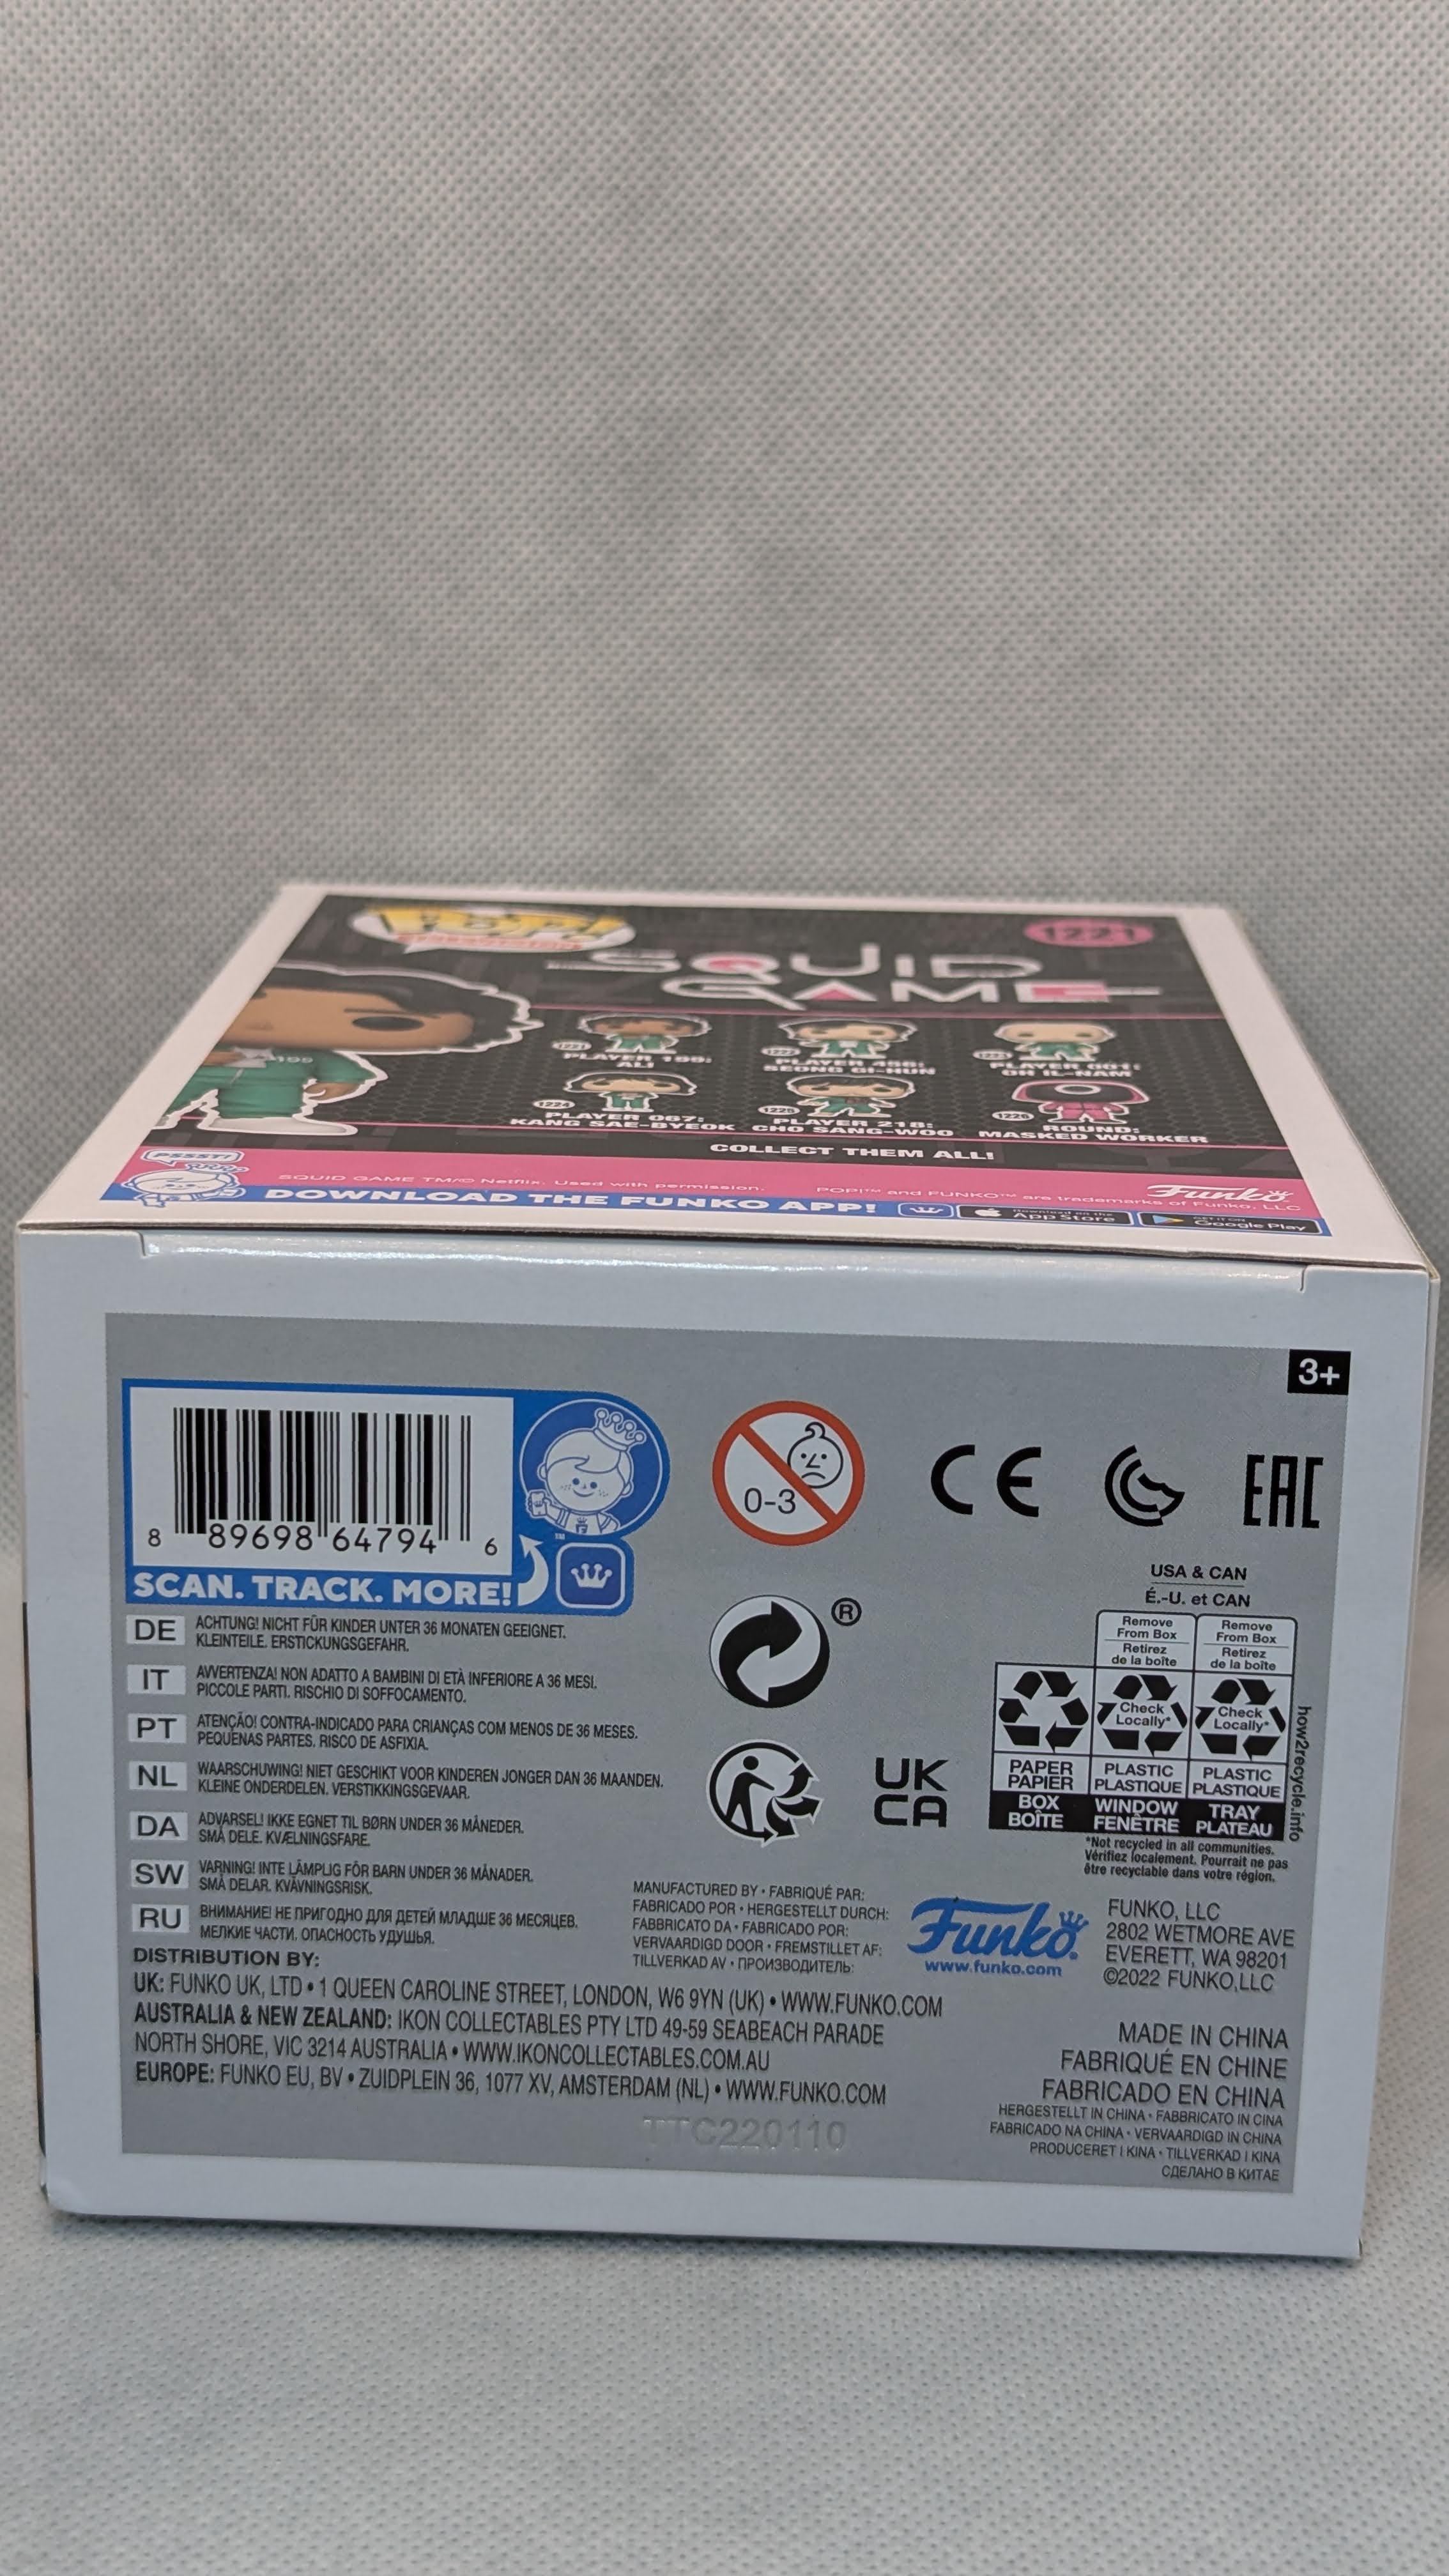 POP!
1221
SQUID
GAME
199
1221
PLAYER 199:
ALI
1222
PLAYER 456:
SEONG GI-HUN
1223
PLAYER 001:
OH IL-NAM
1224
PLAYER 067:
KANG SAE-BYEOK
1225
PLAYER 218:
CHO SANG-WOO
1226
ROUND:
MASKED WORKER
COLLECT THEM ALL!
PSSST!
SQUID GAME TM/© Netflix. Used with permission.
POP!™ and FUNKO™ are trademarks of Funko, LLC
Funko
DOWNLOAD THE FUNKO APP!
Download on the
App Store
GET IT ON
Google Play
3+
8 89698 64794 6
SCAN. TRACK. MORE!
TM
0-3
CE
EAC
®
UK
CA
USA & CAN
É.-U. et CAN
Remove
From Box
Retirez
de la boîte
Remove
From Box
Retirez
de la boîte
Check
Locally*
Check
Locally*
PAPER
PAPIER
PLASTIC
PLASTIQUE
PLASTIC
PLASTIQUE
BOX
BOÎTE
WINDOW
FENÊTRE
TRAY
PLATEAU
how2recycle.info
*Not recycled in all communities.
Vérifiez localement. Pourrait ne pas
être recyclable dans votre région.
DE ACHTUNG! NICHT FÜR KINDER UNTER 36 MONATEN GEEIGNET.
KLEINTEILE. ERSTICKUNGSGEFAHR.
IT AVVERTENZA! NON ADATTO A BAMBINI DI ETÀ INFERIORE A 36 MESI.
PICCOLE PARTI. RISCHIO DI SOFFOCAMENTO.
PT ATENÇÃO! CONTRA-INDICADO PARA CRIANÇAS COM MENOS DE 36 MESES.
PEQUENAS PARTES. RISCO DE ASFIXIA.
NL WAARSCHUWING! NIET GESCHIKT VOOR KINDEREN JONGER DAN 36 MAANDEN.
KLEINE ONDERDELEN. VERSTIKKINGSGEVAAR.
DA ADVARSEL! IKKE EGNET TIL BØRN UNDER 36 MÅNEDER.
SMÅ DELE. KVÆLNINGSFARE.
SW VARNING! INTE LÄMPLIG FÖR BARN UNDER 36 MÅNADER.
SMÅ DELAR. KVÄVNINGSRISK.
RU ВНИМАНИЕ! НЕ ПРИГОДНО ДЛЯ ДЕТЕЙ МЛАДШЕ 36 МЕСЯЦЕВ.
МЕЛКИЕ ЧАСТИ. ОПАСНОСТЬ УДУШЬЯ.
MANUFACTURED BY • FABRIQUÉ PAR:
FABRICADO POR • HERGESTELLT DURCH:
FABBRICATO DA • FABRICADO POR:
VERVAARDIGD DOOR • FREMSTILLET AF:
TILLVERKAD AV • ПРОИЗВОДИТЕЛЬ:
Funko®
www.funko.com
FUNKO, LLC
2802 WETMORE AVE
EVERETT, WA 98201
©2022 FUNKO,LLC
DISTRIBUTION BY:
UK: FUNKO UK, LTD • 1 QUEEN CAROLINE STREET, LONDON, W6 9YN (UK) • WWW.FUNKO.COM
AUSTRALIA & NEW ZEALAND: IKON COLLECTABLES PTY LTD 49-59 SEABEACH PARADE
NORTH SHORE, VIC 3214 AUSTRALIA • WWW.IKONCOLLECTABLES.COM.AU
EUROPE: FUNKO EU, BV • ZUIDPLEIN 36, 1077 XV, AMSTERDAM (NL) • WWW.FUNKO.COM
MADE IN CHINA
FABRIQUÉ EN CHINE
FABRICADO EN CHINA
HERGESTELLT IN CHINA • FABBRICATO IN CINA
FABRICADO NA CHINA • VERVAARDIGD IN CHINA
PRODUCERET I KINA • TILLVERKAD I KINA
СДЕЛАНО В КИТАЕ
TTC220110